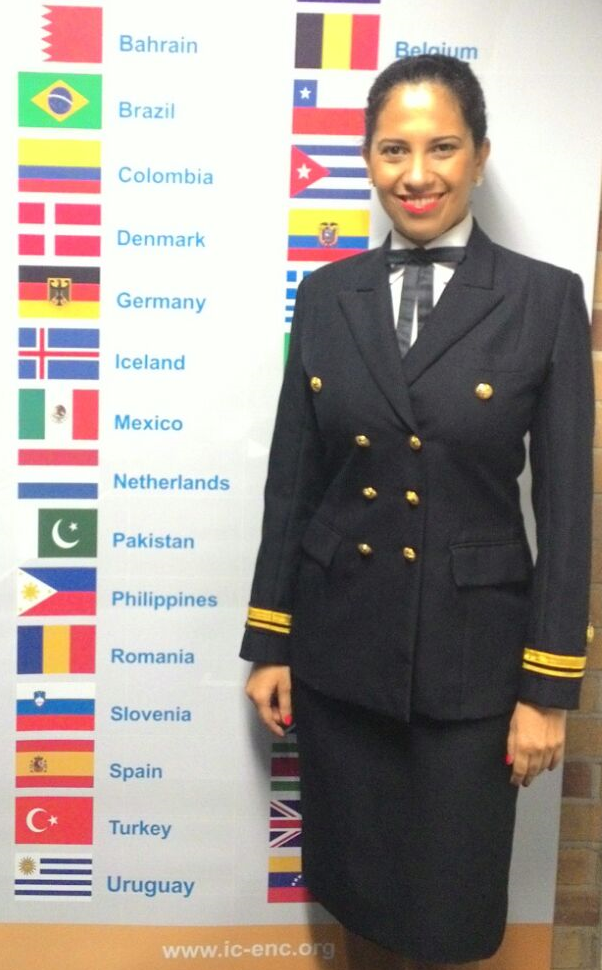 Bahrain
Belgium
Brazil
Colombia
Denmark
Germany
Iceland
Mexico
Netherlands
Pakistan
Philippines
Romania
Slovenia
Spain
Turkey
Uruguay
www.ic-enc.org